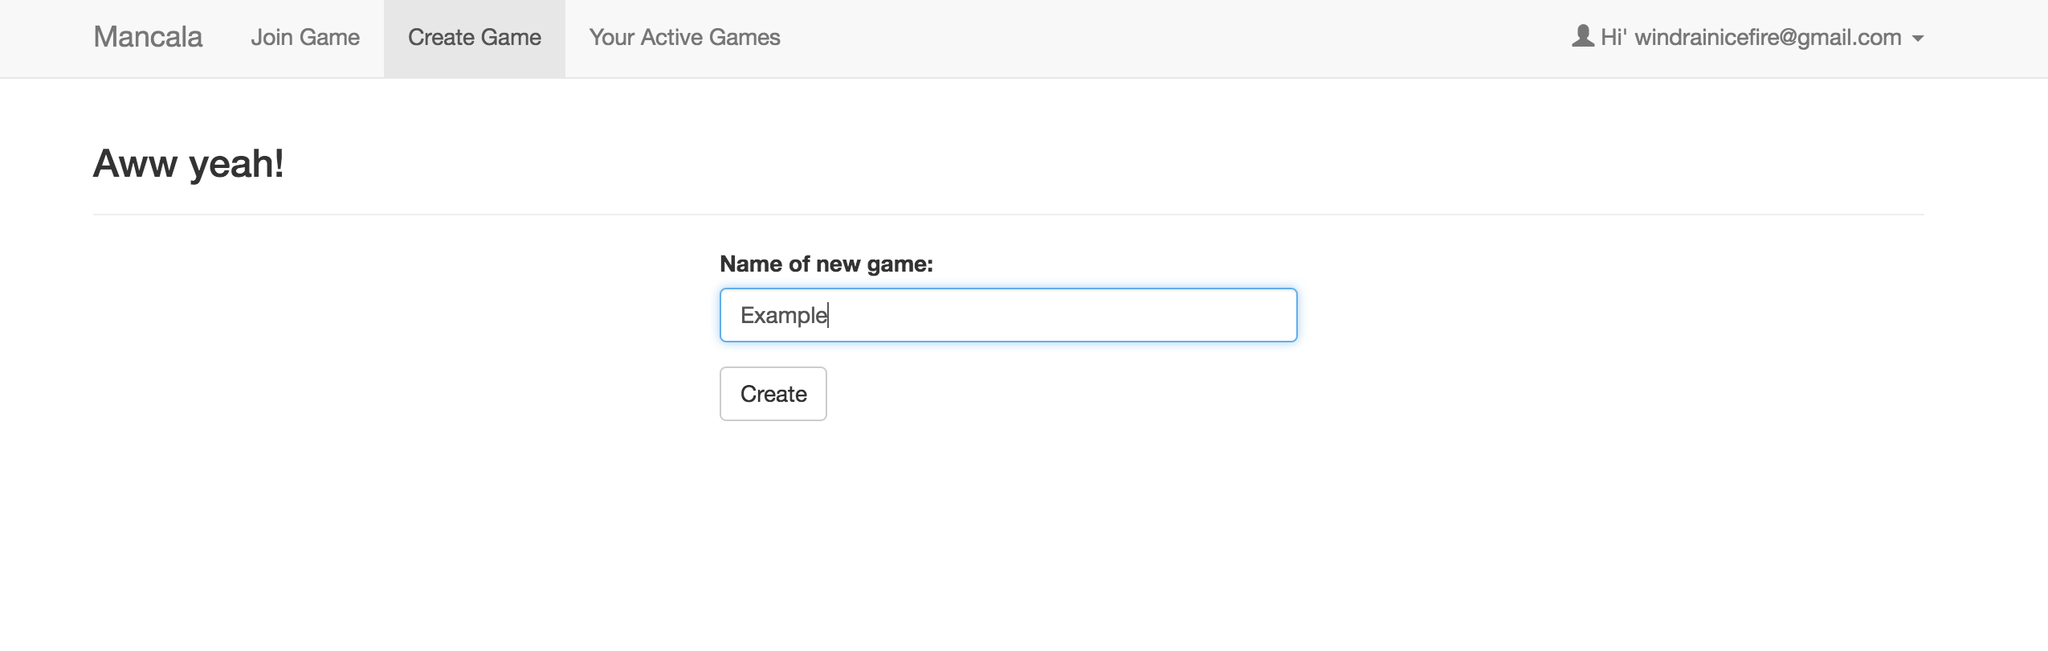 Mancala Join Game Create Game Your Active Games Hi' windrainicefire@gmail.com
Aww yeah!
Name of new game:
Example
Create